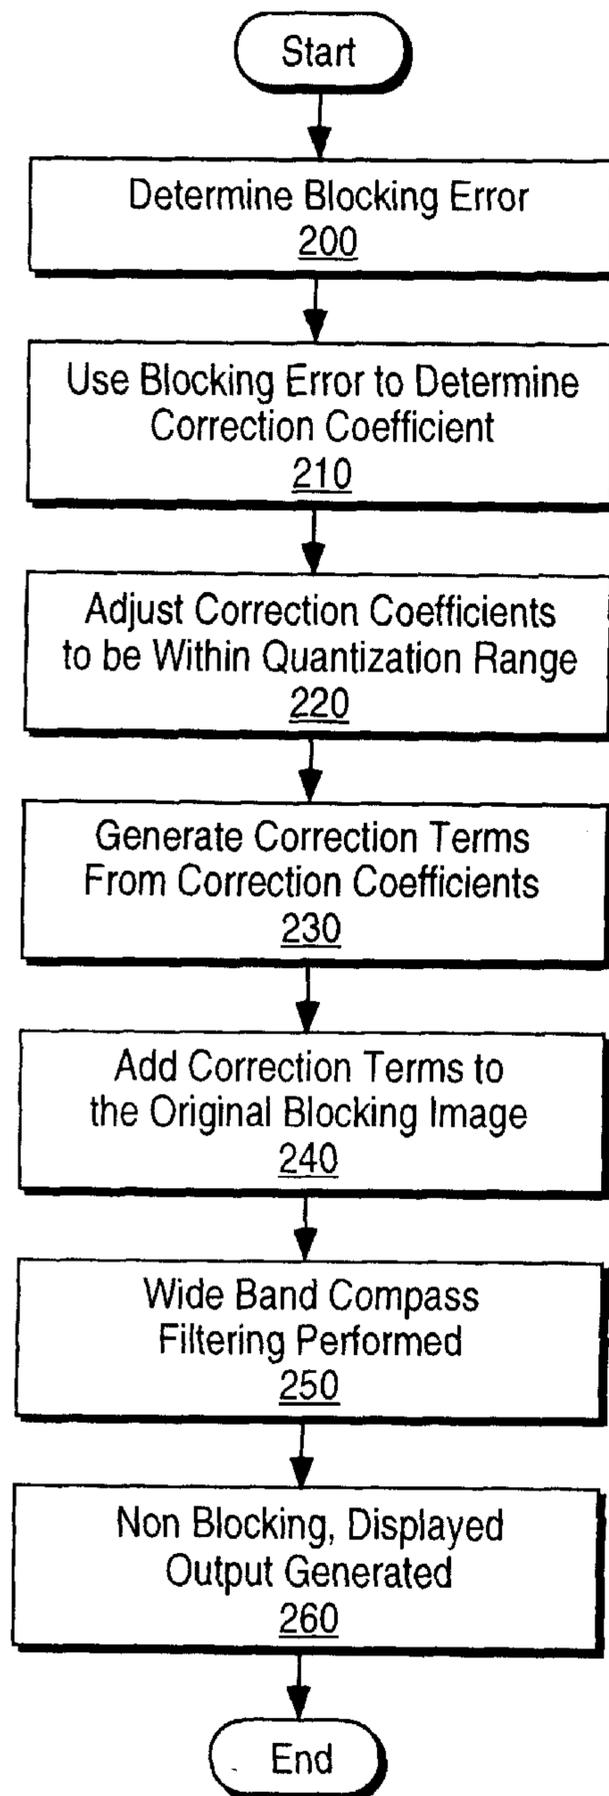 Start
Determine Blocking Error
200
Use Blocking Error to Determine
Correction Coefficient
210
Adjust Correction Coefficients
to be Within Quantization Range
220
Generate Correction Terms
From Correction Coefficients
230
Add Correction Terms to
the Original Blocking Image
240
Wide Band Compass
Filtering Performed
250
Non Blocking, Displayed
Output Generated
260
End